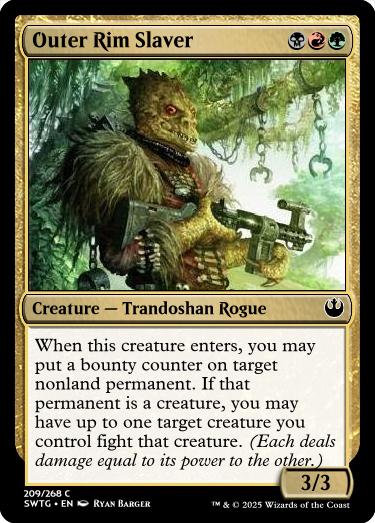 Outer Rim Slaver
Creature — Trandoshan Rogue
When this creature enters, you may
put a bounty counter on target
nonland permanent. If that
permanent is a creature, you may
have up to one target creature you
control fight that creature. (Each deals
damage equal to its power to the other.)
3/3
209/268 C
SWTG • EN Ryan Barger
™ & © 2025 Wizards of the Coast